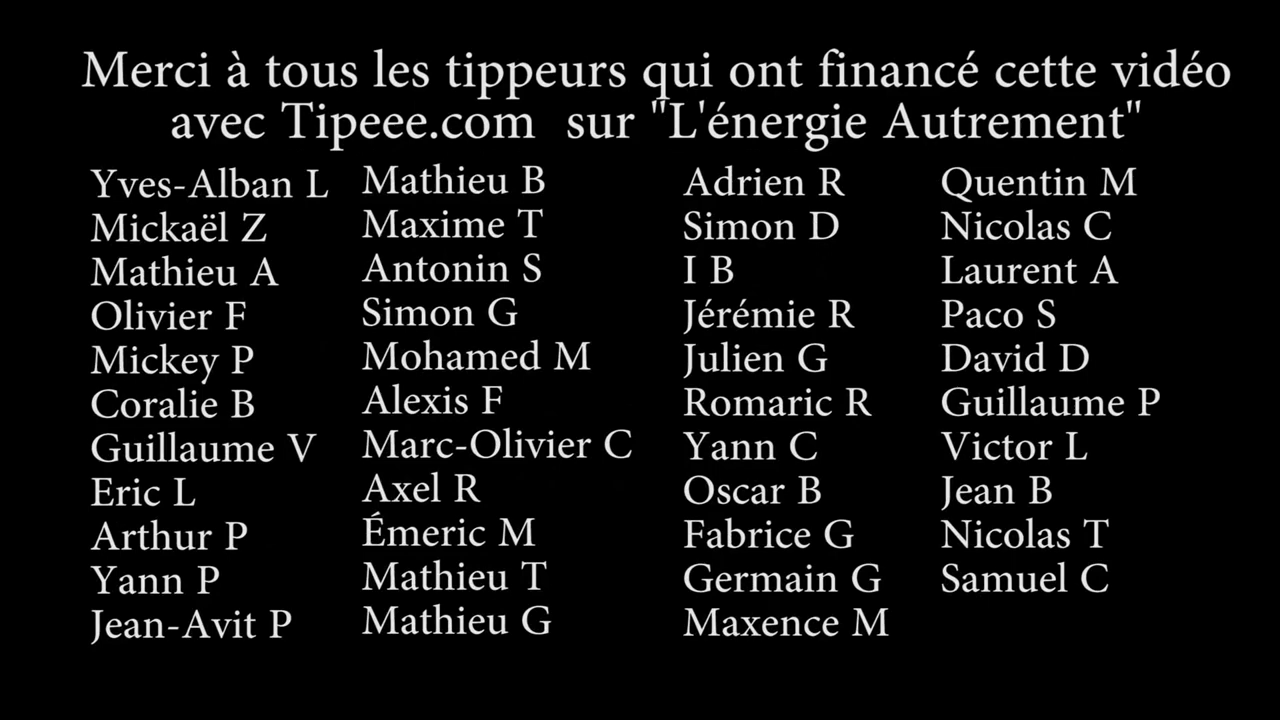 Merci à tous les tippeurs qui ont financé cette vidéo
avec Tipeee.com sur "L'énergie Autrement"
Yves-Alban L
Mickaël Z
Mathieu A
Olivier F
Mickey P
Coralie B
Guillaume V
Eric L
Arthur P
Yann P
Jean-Avit P
Mathieu B
Maxime T
Antonin S
Simon G
Mohamed M
Alexis F
Marc-Olivier C
Axel R
Émeric M
Mathieu T
Mathieu G
Adrien R
Simon D
I B
Jérémie R
Julien G
Romaric R
Yann C
Oscar B
Fabrice G
Germain G
Maxence M
Quentin M
Nicolas C
Laurent A
Paco S
David D
Guillaume P
Victor L
Jean B
Nicolas T
Samuel C